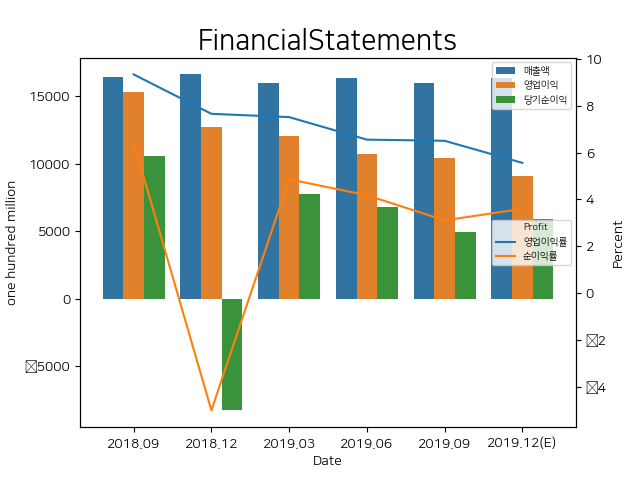 FinancialStatements
매출액
영업이익
당기순이익
Profit
영업이익률
순이익률
15000
10000
5000
0
5000
10
8
6
4
2
0
2
4
one hundred million
Percent
2018.09
2018.12
2019.03
2019.06
2019.09
2019.12(E)
Date